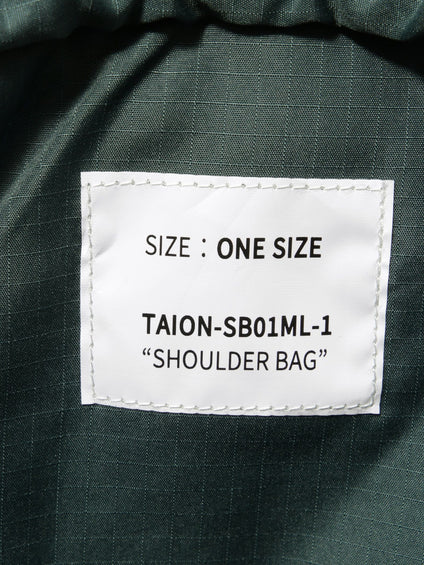 SIZE : ONE SIZE
TAION-SB01ML-1
“SHOULDER BAG”